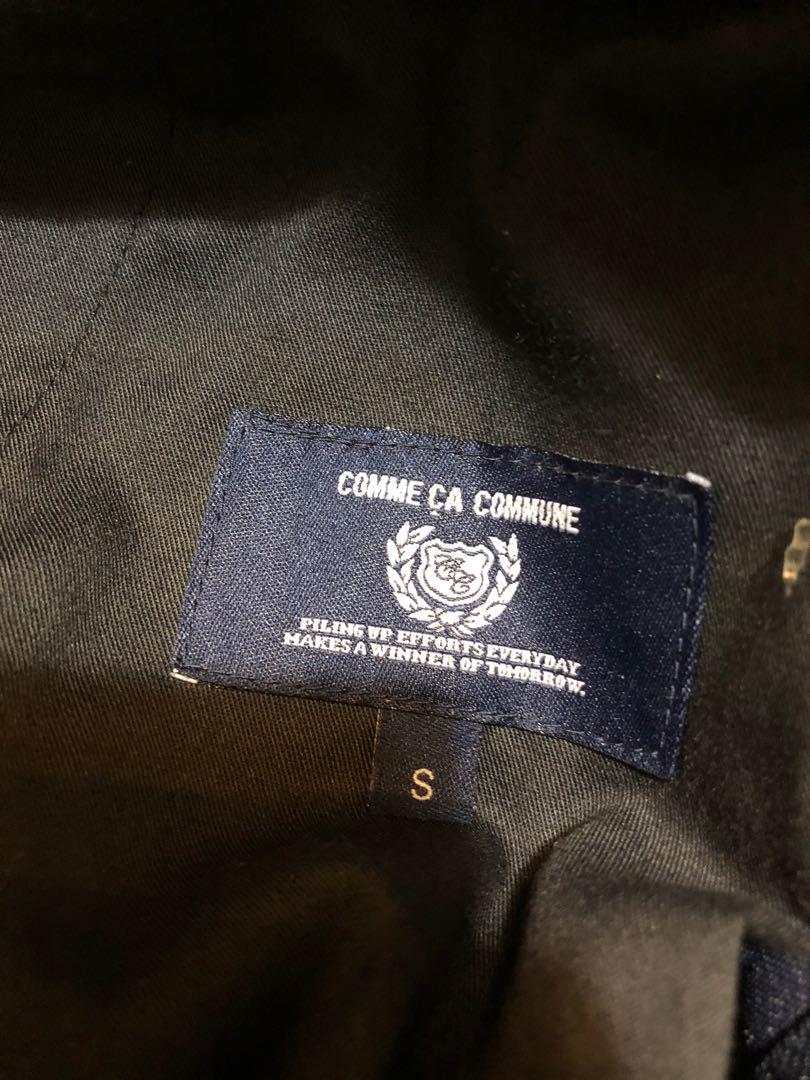 COMME ÇA COMMUNE
PILING UP EFFORTS EVERYDAY
MAKES A WINNER OF TOMORROW.
S